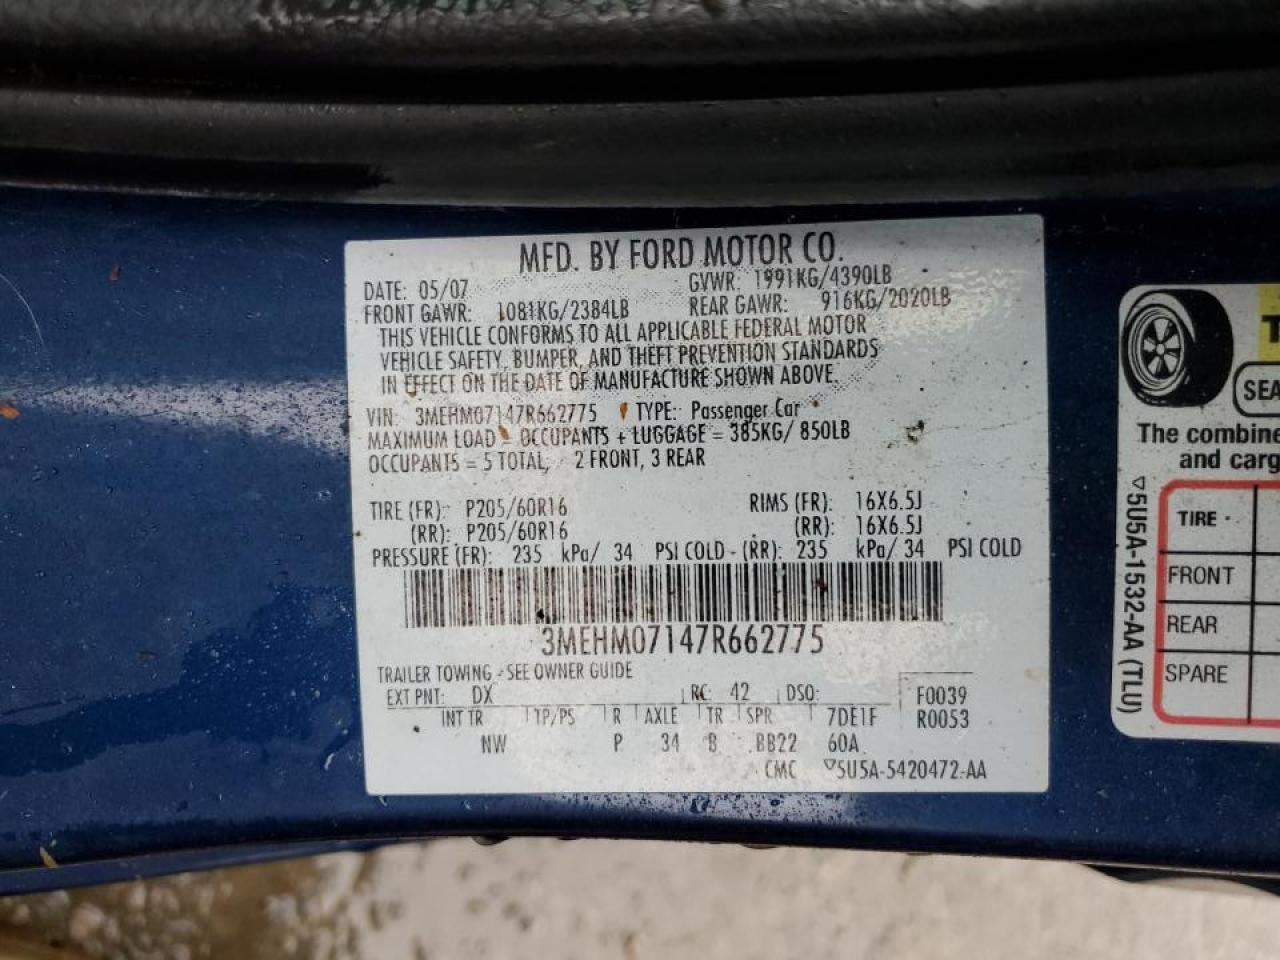 MFD. BY FORD MOTOR CO.
DATE: 05/07 GVWR: 1991KG/4390LB
FRONT GAWR: 1081KG/2384LB REAR GAWR: 916KG/2020LB
THIS VEHICLE CONFORMS TO ALL APPLICABLE FEDERAL MOTOR
VEHICLE SAFETY, BUMPER, AND THEFT PREVENTION STANDARDS
IN EFFECT ON THE DATE OF MANUFACTURE SHOWN ABOVE.
VIN: 3MEHM07147R662775 TYPE: Passenger Car
MAXIMUM LOAD = OCCUPANTS + LUGGAGE = 385KG/ 850LB
OCCUPANTS = 5 TOTAL, 2 FRONT, 3 REAR
TIRE (FR): P205/60R16 RIMS (FR): 16X6.5J
(RR): P205/60R16 (RR): 16X6.5J
PRESSURE (FR): 235 kPa/ 34 PSI COLD - (RR): 235 kPa/ 34 PSI COLD
3MEHM07147R662775
TRAILER TOWING - SEE OWNER GUIDE
EXT PNT: DX RC: 42 DSO: F0039
INT TR TP/PS R AXLE TR SPR 7DE1F R0053
NW P 34 B BB22 60A
CMC ▽5U5A-5420472-AA
SEA
The combine
and carg
TIRE
FRONT
REAR
SPARE
▽5U5A-1532-AA (TLU)